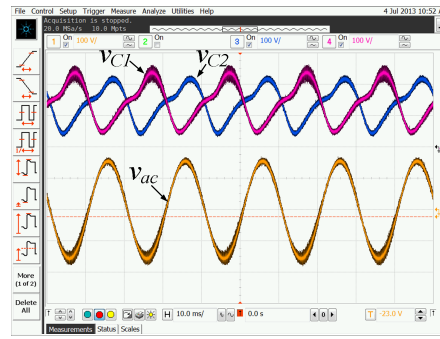 File Control Setup Trigger Measure Analyze Utilities Help 4 Jul 2013 10:52 A
Acquisition is stopped.
20.0 MSa/s 10.0 Mpts
1 On 100 V/ 2 On 3 On 100 V/ 4 On 100 V/
vC1 vC2
vac
More
(1 of 2)
Delete
All
H 10.0 ms/ 0.0 s 0 T -23.0 V
Measurements Status Scales